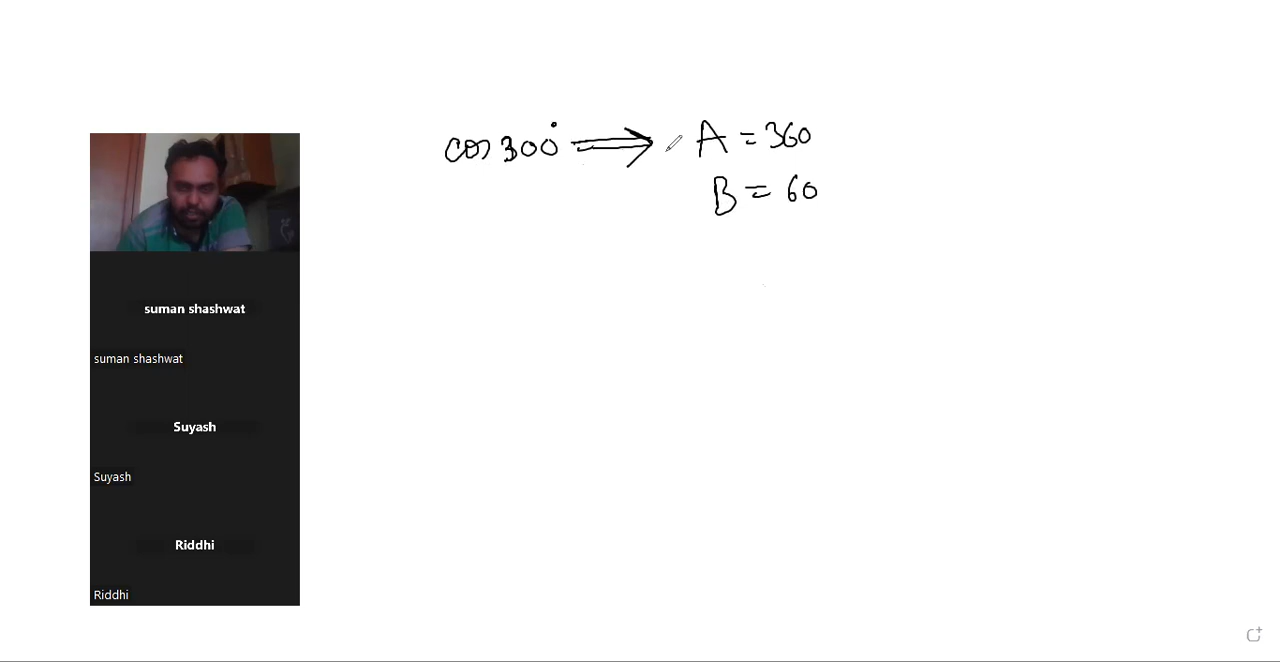 cos 300° ⟹ A = 360
B = 60
suman shashwat
suman shashwat
Suyash
Suyash
Riddhi
Riddhi